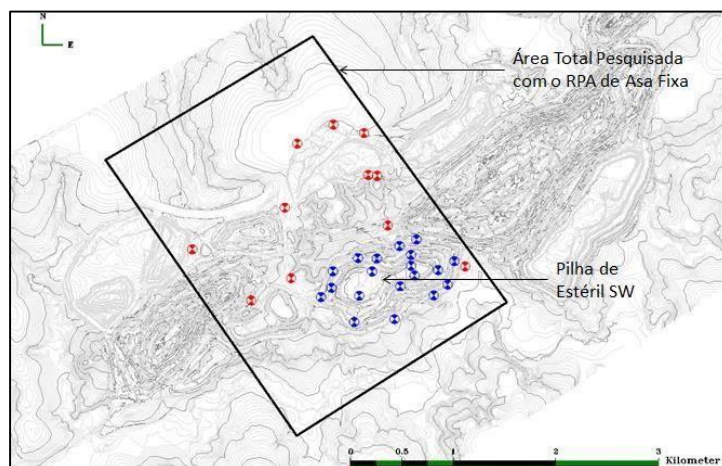 N
E
Área Total Pesquisada
com o RPA de Asa Fixa
Pilha de
Estéril SW
0 0.5 1 2 3
Kilometer